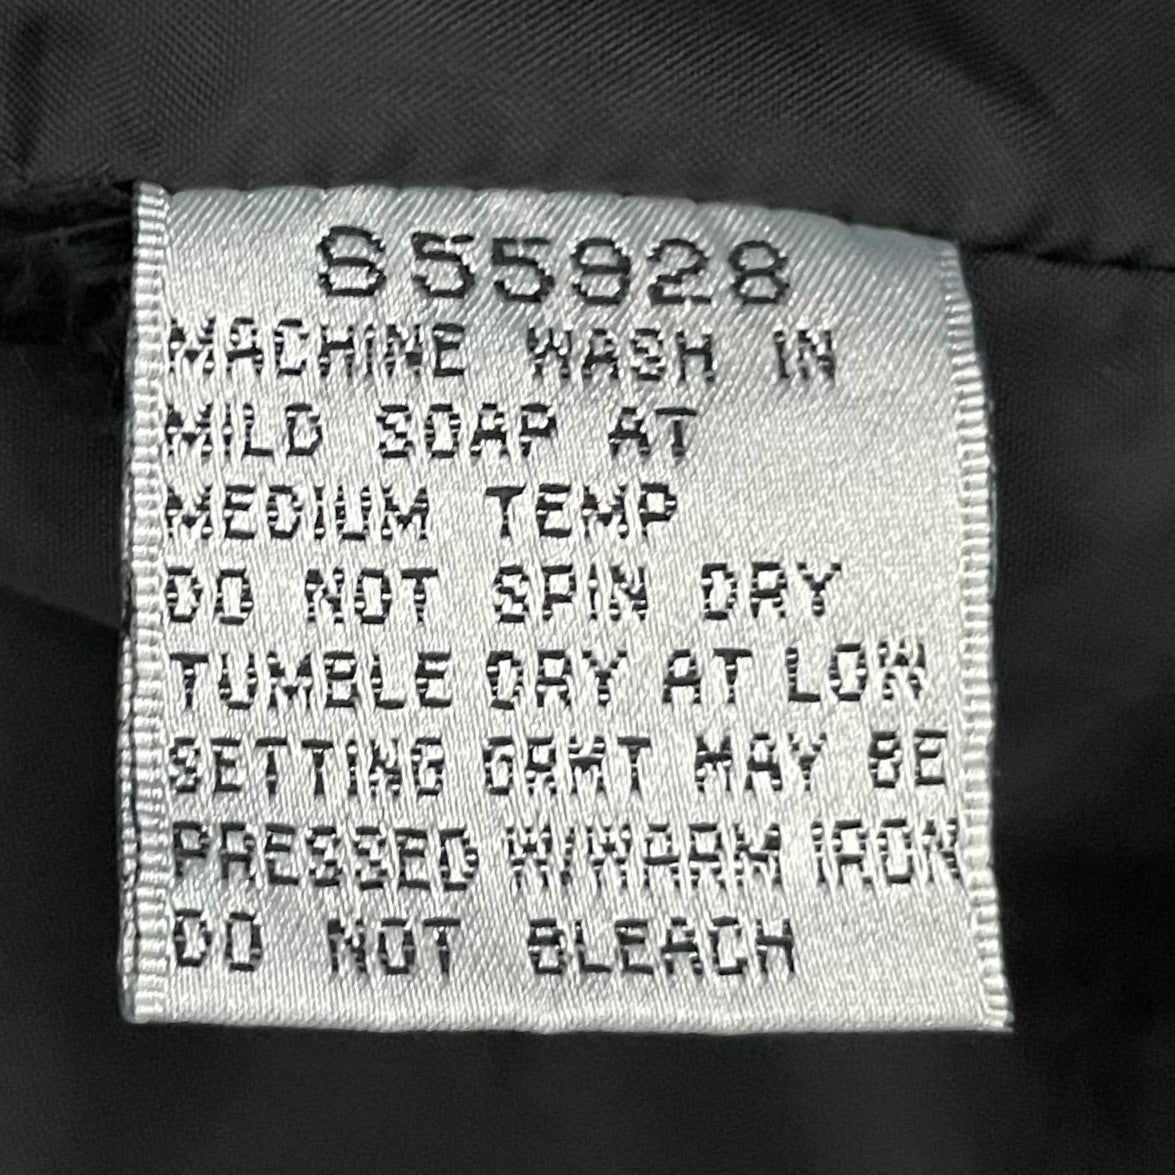 S55928
MACHINE WASH IN
MILD SOAP AT
MEDIUM TEMP
DO NOT SPIN DRY
TUMBLE DRY AT LOW
SETTING GRMT MAY BE
PRESSED W/WARM IRON
DO NOT BLEACH